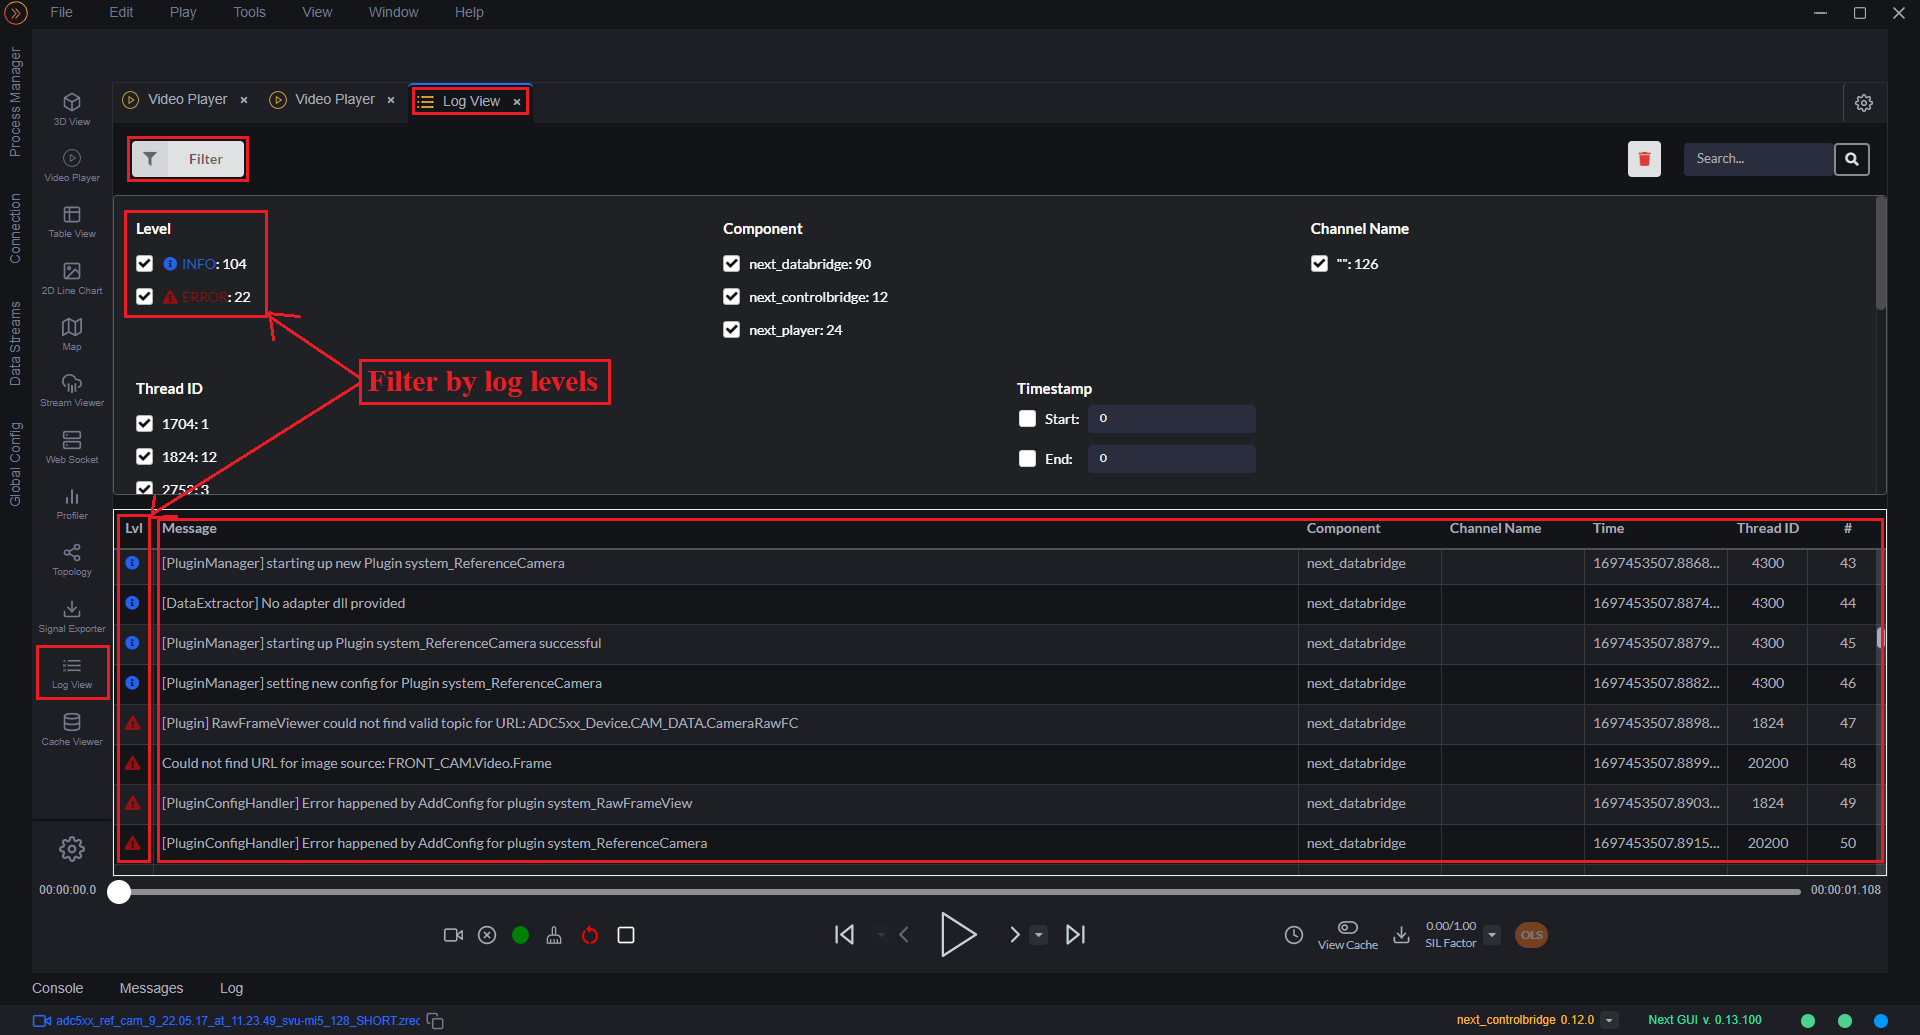 File Edit Play Tools View Window Help
Process Manager
Connection
Data Streams
Global Config
3D View
Video Player
Table View
2D Line Chart
Map
Stream Viewer
Web Socket
Profiler
Topology
Signal Exporter
Log View
Cache Viewer
Video Player × Video Player × Log View ×
Filter
Search...
Level
INFO: 104
ERROR: 22
Component
next_databridge: 90
next_controlbridge: 12
next_player: 24
Channel Name
"": 126
Filter by log levels
Thread ID
1704: 1
1824: 12
2752: 3
Timestamp
Start: 0
End: 0
Lvl Message Component Channel Name Time Thread ID #
[PluginManager] starting up new Plugin system_ReferenceCamera next_databridge 1697453507.8868... 4300 43
[DataExtractor] No adapter dll provided next_databridge 1697453507.8874... 4300 44
[PluginManager] starting up Plugin system_ReferenceCamera successful next_databridge 1697453507.8879... 4300 45
[PluginManager] setting new config for Plugin system_ReferenceCamera next_databridge 1697453507.8882... 4300 46
[Plugin] RawFrameViewer could not find valid topic for URL: ADC5xx_Device.CAM_DATA.CameraRawFC next_databridge 1697453507.8898... 1824 47
Could not find URL for image source: FRONT_CAM.Video.Frame next_databridge 1697453507.8899... 20200 48
[PluginConfigHandler] Error happened by AddConfig for plugin system_RawFrameView next_databridge 1697453507.8903... 1824 49
[PluginConfigHandler] Error happened by AddConfig for plugin system_ReferenceCamera next_databridge 1697453507.8915... 20200 50
00:00:00.0 00:00:01.108
View Cache
0.00/1.00
SIL Factor
OLS
Console Messages Log
adc5xx_ref_cam_9_22.05.17_at_11.23.49_svu-mi5_128_SHORT.zrec next_controlbridge 0.12.0 Next GUI v. 0.13.100